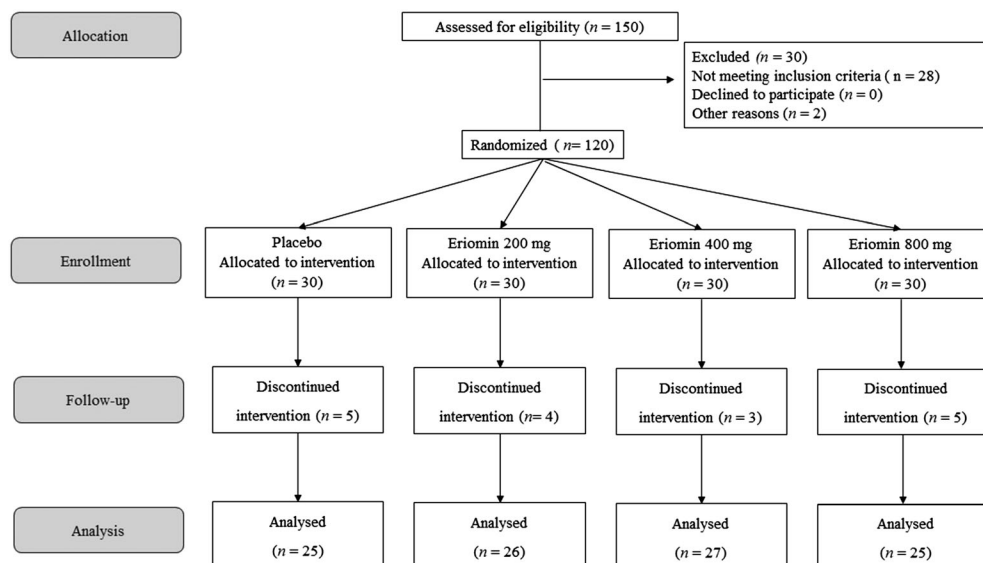 Allocation
Assessed for eligibility (n = 150)
Excluded (n = 30)
Not meeting inclusion criteria ( n = 28)
Declined to participate (n = 0)
Other reasons (n = 2)
Randomized ( n= 120)
Enrollment
Placebo
Allocated to intervention
(n = 30)
Eriomin 200 mg
Allocated to intervention
(n = 30)
Eriomin 400 mg
Allocated to intervention
(n = 30)
Eriomin 800 mg
Allocated to intervention
(n = 30)
Follow-up
Discontinued
intervention (n = 5)
Discontinued
intervention (n= 4)
Discontinued
intervention (n = 3)
Discontinued
intervention (n = 5)
Analysis
Analysed
(n = 25)
Analysed
(n = 26)
Analysed
(n = 27)
Analysed
(n = 25)